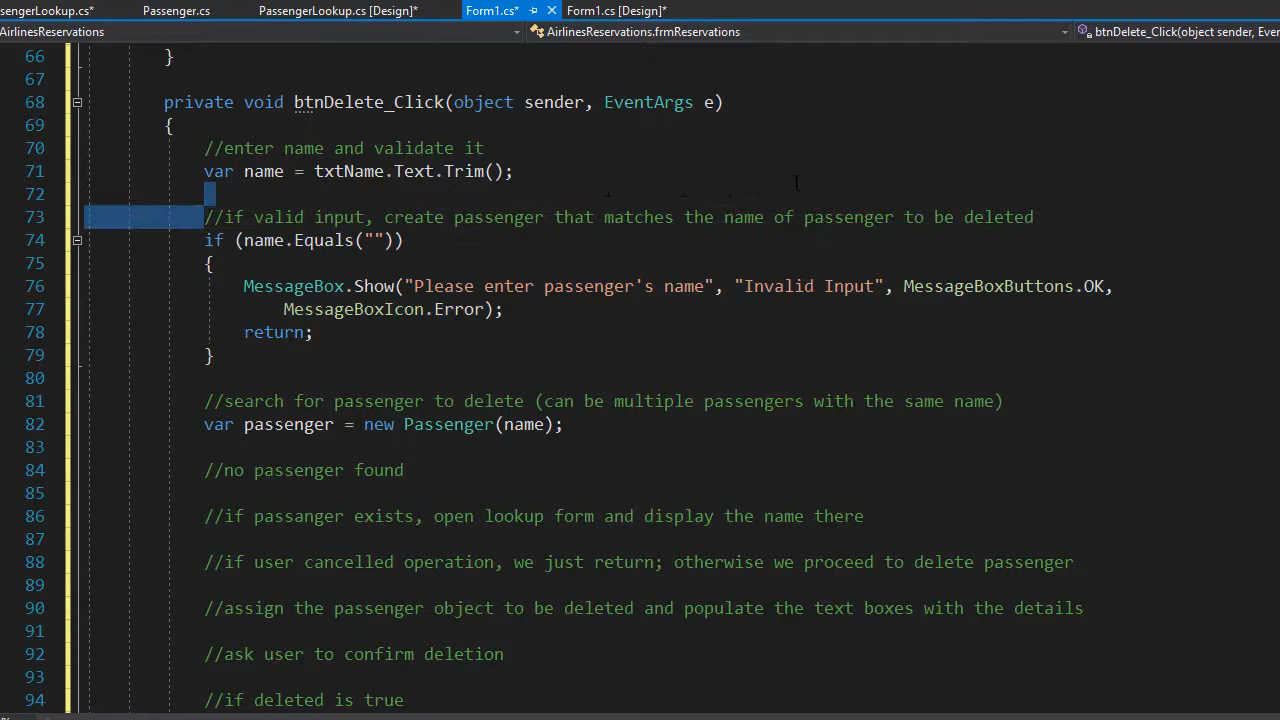 sengerLookup.cs* Passenger.cs PassengerLookup.cs [Design]* Form1.cs* Form1.cs [Design]*
AirlinesReservations AirlinesReservations.frmReservations btnDelete_Click(object sender, Ever
66 }
67
68 private void btnDelete_Click(object sender, EventArgs e)
69 {
70 //enter name and validate it
71 var name = txtName.Text.Trim();
72
73 //if valid input, create passenger that matches the name of passenger to be deleted
74 if (name.Equals(""))
75 {
76 MessageBox.Show("Please enter passenger's name", "Invalid Input", MessageBoxButtons.OK,
77 MessageBoxIcon.Error);
78 return;
79 }
80
81 //search for passenger to delete (can be multiple passengers with the same name)
82 var passenger = new Passenger(name);
83
84 //no passenger found
85
86 //if passanger exists, open lookup form and display the name there
87
88 //if user cancelled operation, we just return; otherwise we proceed to delete passenger
89
90 //assign the passenger object to be deleted and populate the text boxes with the details
91
92 //ask user to confirm deletion
93
94 //if deleted is true